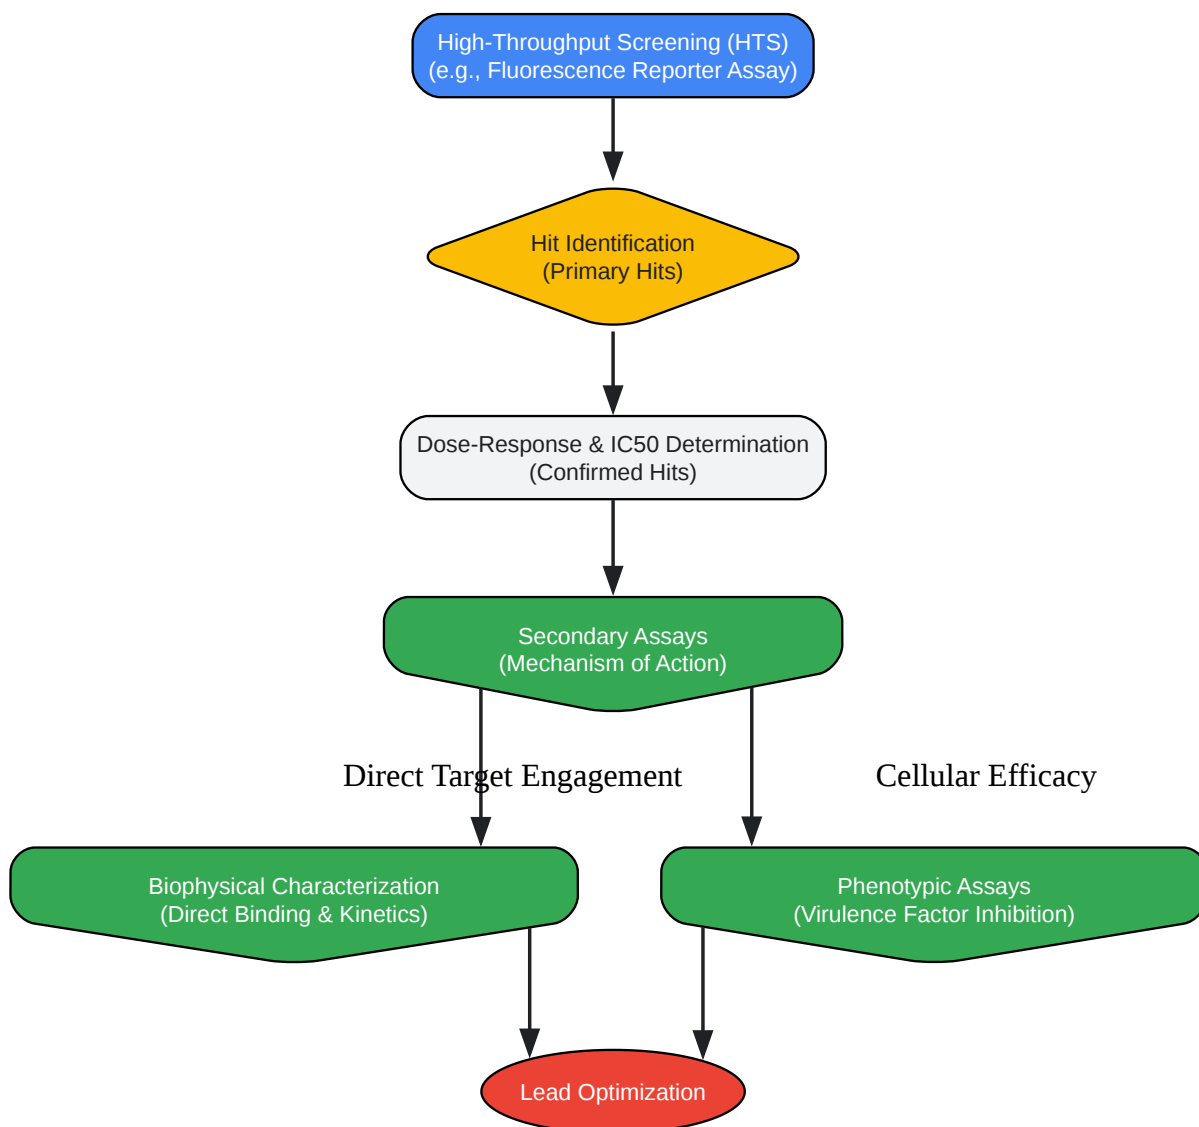 High-Throughput Screening (HTS)
(e.g., Fluorescence Reporter Assay)
Hit Identification
(Primary Hits)
Dose-Response & IC50 Determination
(Confirmed Hits)
Secondary Assays
(Mechanism of Action)
Direct Target Engagement
Cellular Efficacy
Biophysical Characterization
(Direct Binding & Kinetics)
Phenotypic Assays
(Virulence Factor Inhibition)
Lead Optimization